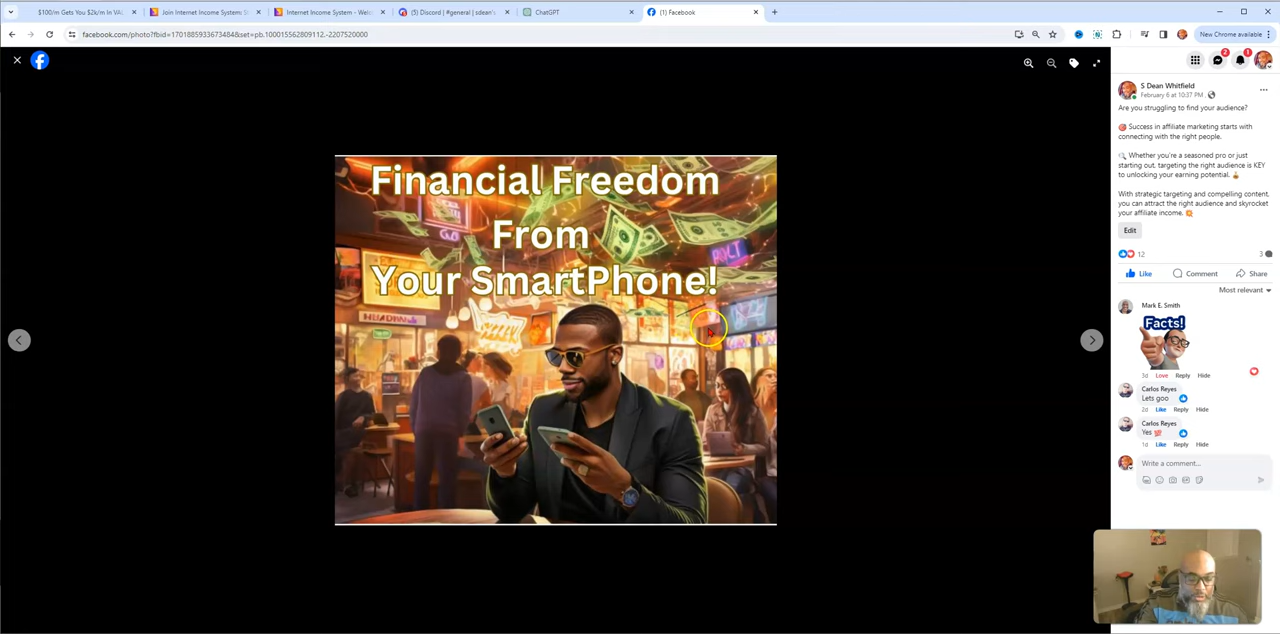 $100/m Gets You $2k/m In VA
Join Internet Income System: S
Internet Income System - Welc
(5) Discord | #general | sdean's
ChatGPT
(1) Facebook
facebook.com/photo?fbid=1701885933673484&set=pb.100015562809112.-2207520000
New Chrome available
2
1
Financial Freedom
From
Your SmartPhone!
S Dean Whitfield
February 6 at 10:37 PM
Are you struggling to find your audience?
🎯 Success in affiliate marketing starts with
connecting with the right people.
🔍 Whether you're a seasoned pro or just
starting out, targeting the right audience is KEY
to unlocking your earning potential. 💰
With strategic targeting and compelling content,
you can attract the right audience and skyrocket
your affiliate income. 💥
Edit
12
3
Like
Comment
Share
Most relevant
Mark E. Smith
Facts!
Love Reply Hide
Carlos Reyes
Lets goo
2d Like Reply Hide
Carlos Reyes
Yes 💯
1d Like Reply Hide
Write a comment...